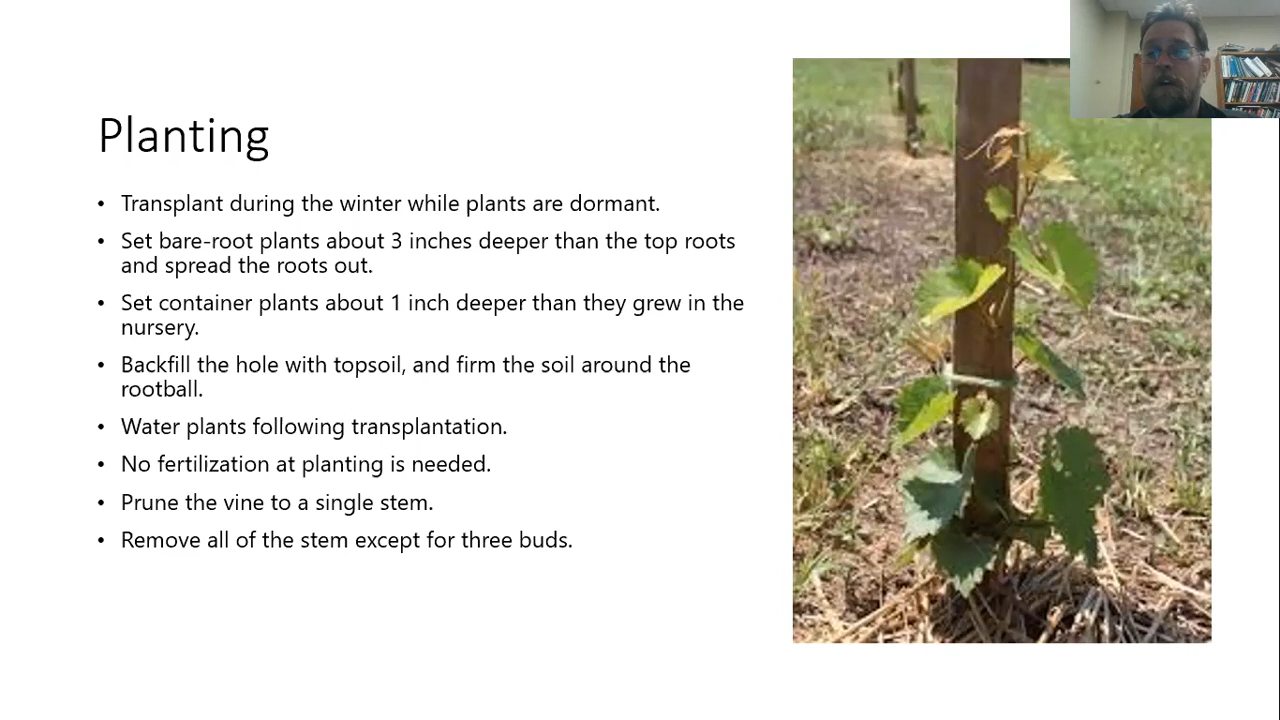 Planting
• Transplant during the winter while plants are dormant.
• Set bare-root plants about 3 inches deeper than the top roots
and spread the roots out.
• Set container plants about 1 inch deeper than they grew in the
nursery.
• Backfill the hole with topsoil, and firm the soil around the
rootball.
• Water plants following transplantation.
• No fertilization at planting is needed.
• Prune the vine to a single stem.
• Remove all of the stem except for three buds.